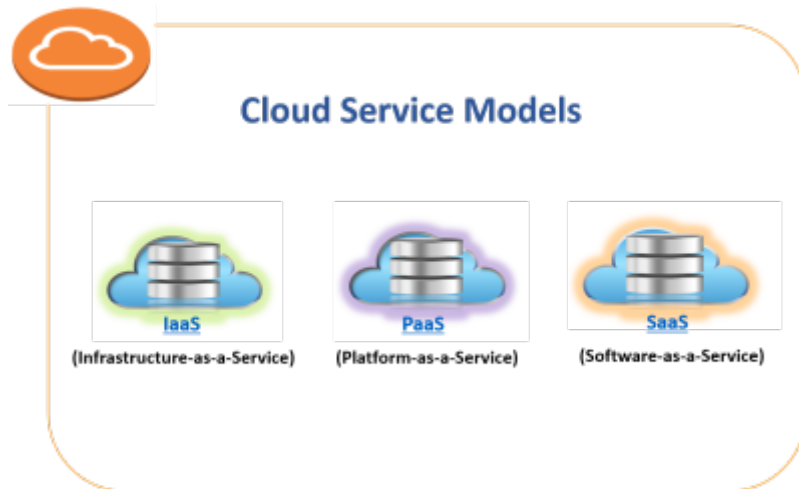 Cloud Service Models
IaaS
(Infrastructure-as-a-Service)
PaaS
(Platform-as-a-Service)
SaaS
(Software-as-a-Service)